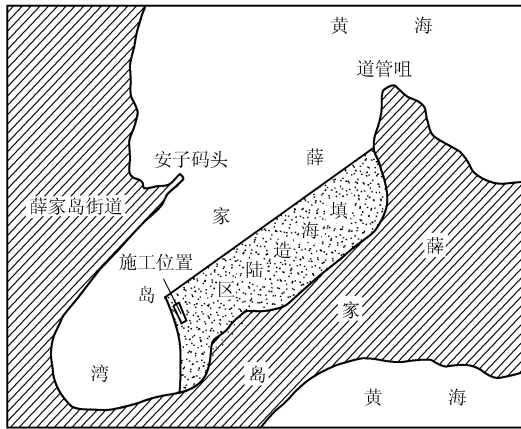 黄 海
道管咀
安子码头
薛家岛街道
薛家岛湾
填海造陆区
施工位置
薛家岛
黄 海